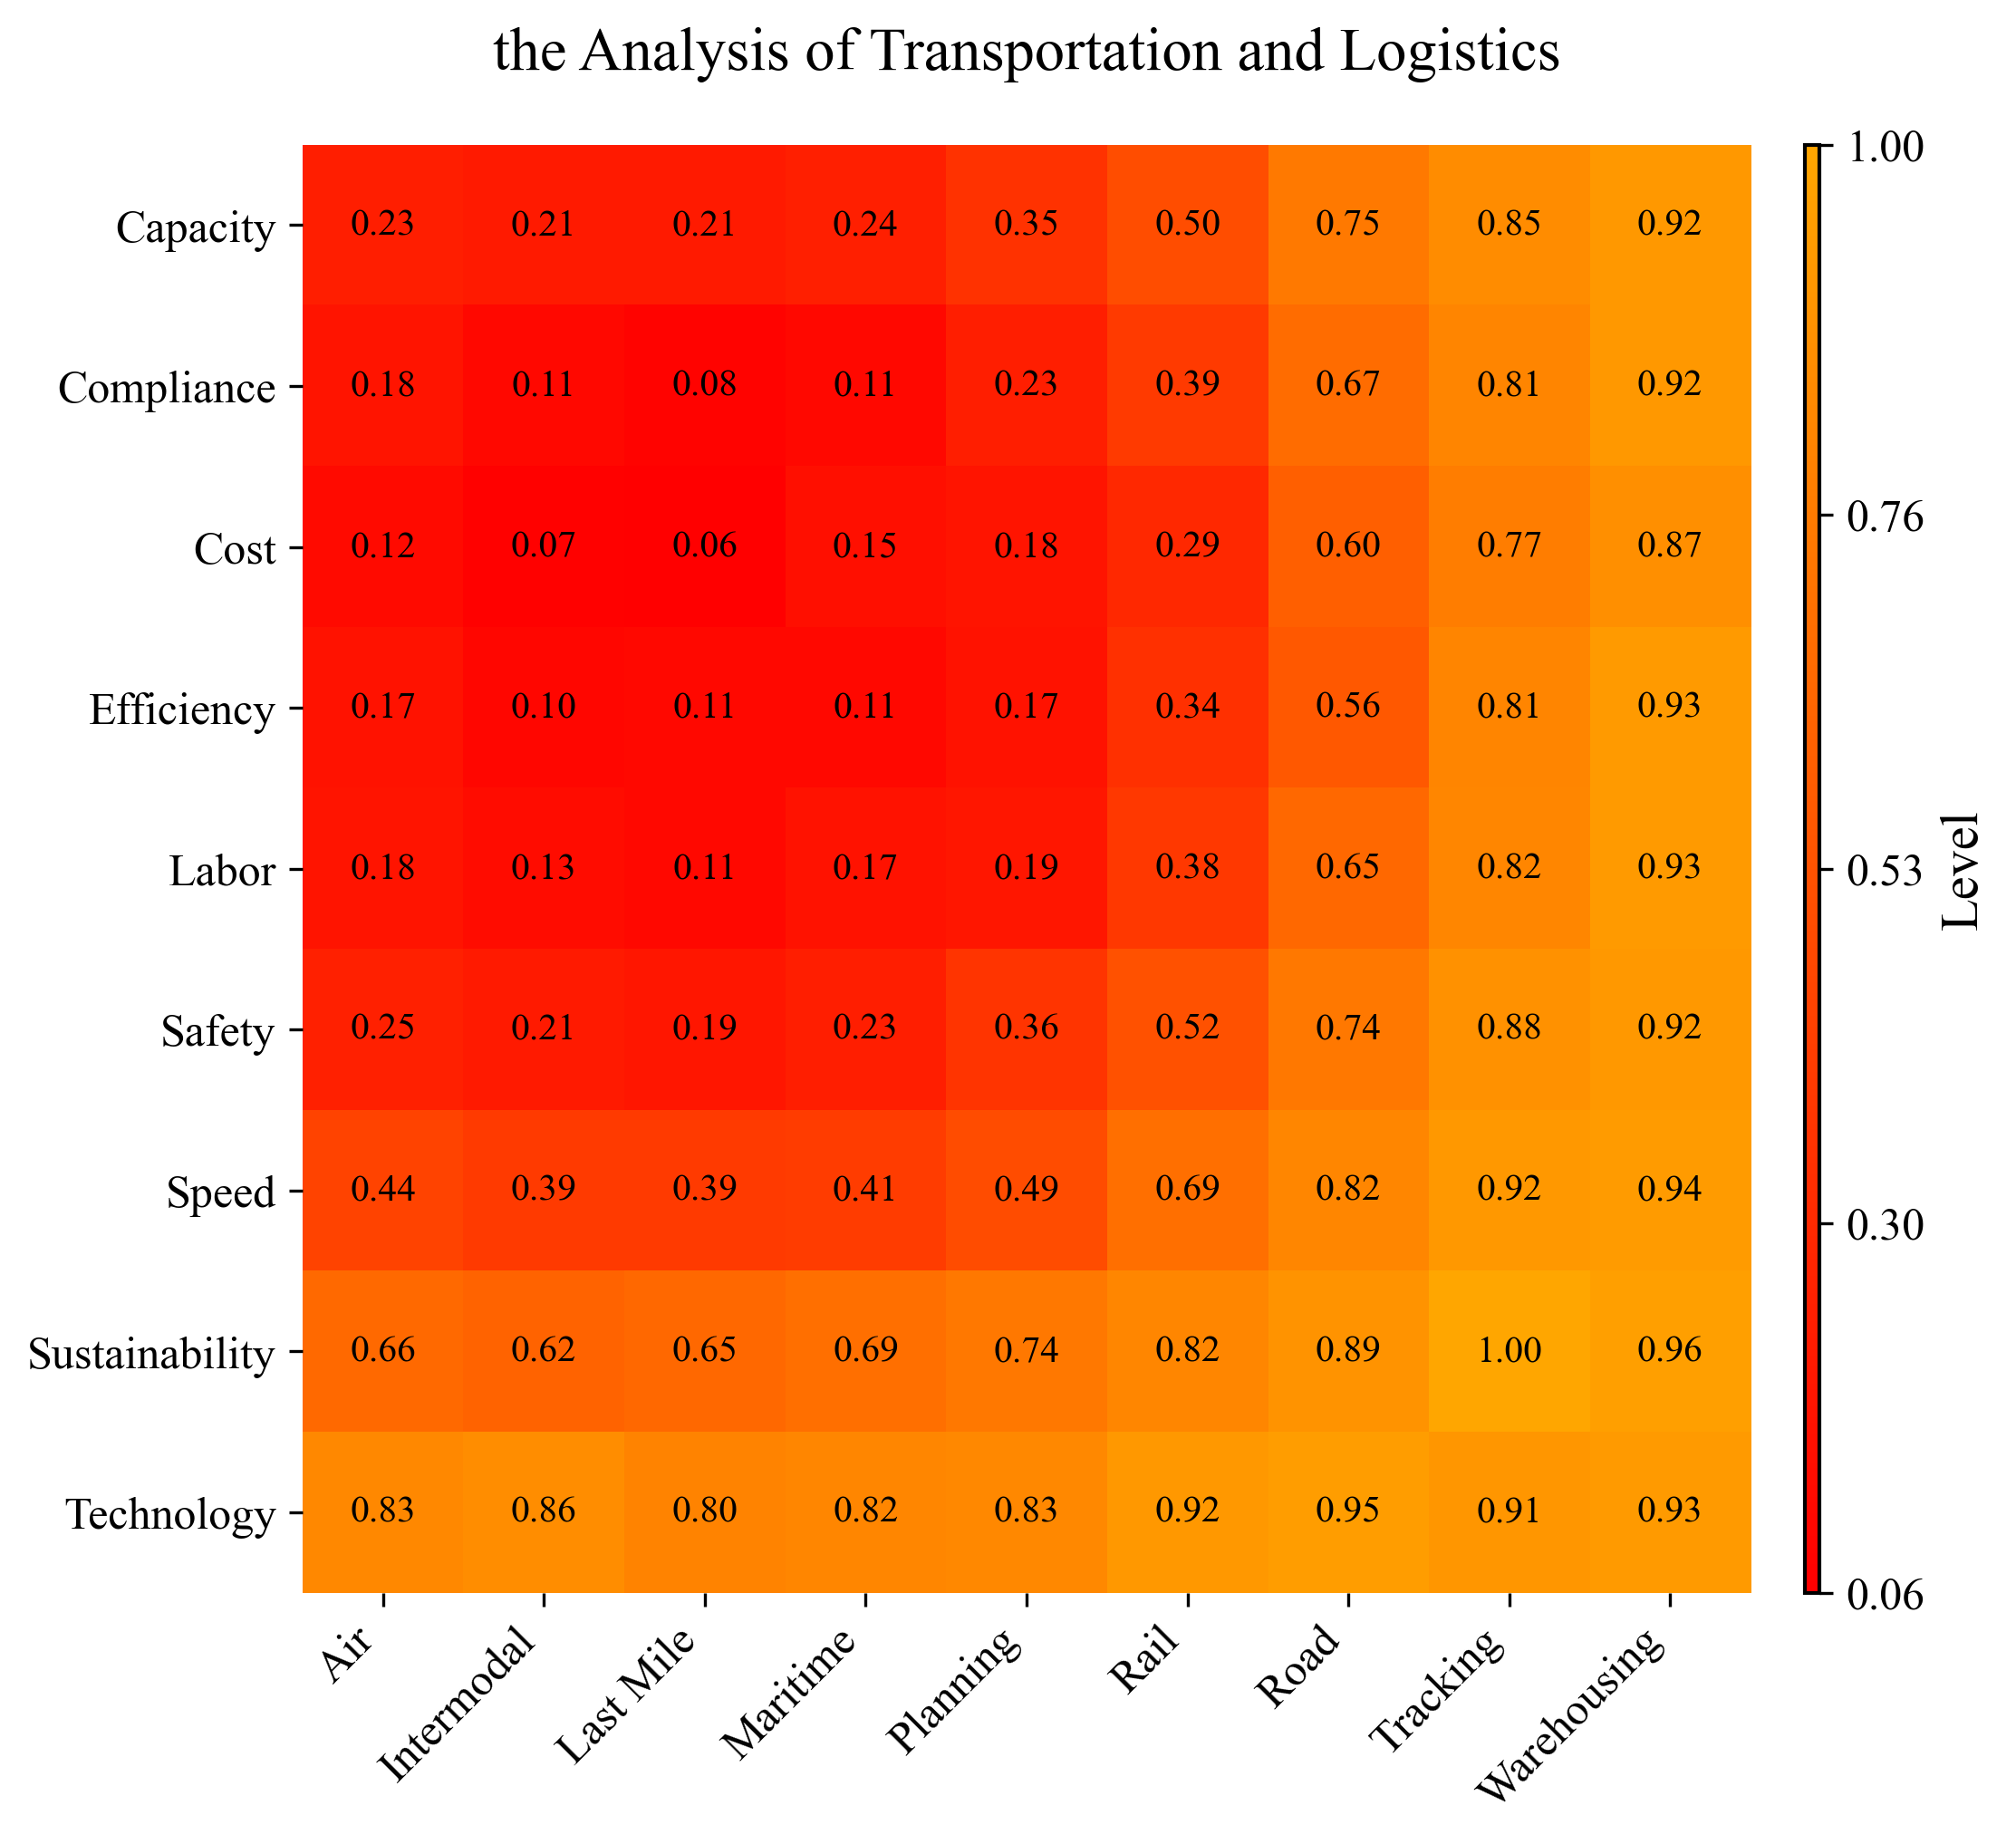 the Analysis of Transportation and Logistics
Capacity 0.23 0.21 0.21 0.24 0.35 0.50 0.75 0.85 0.92
Compliance 0.18 0.11 0.08 0.11 0.23 0.39 0.67 0.81 0.92
Cost 0.12 0.07 0.06 0.15 0.18 0.29 0.60 0.77 0.87
Efficiency 0.17 0.10 0.11 0.11 0.17 0.34 0.56 0.81 0.93
Labor 0.18 0.13 0.11 0.17 0.19 0.38 0.65 0.82 0.93
Safety 0.25 0.21 0.19 0.23 0.36 0.52 0.74 0.88 0.92
Speed 0.44 0.39 0.39 0.41 0.49 0.69 0.82 0.92 0.94
Sustainability 0.66 0.62 0.65 0.69 0.74 0.82 0.89 1.00 0.96
Technology 0.83 0.86 0.80 0.82 0.83 0.92 0.95 0.91 0.93
Air
Intermodal
Last Mile
Maritime
Planning
Rail
Road
Tracking
Warehousing
1.00
0.76
0.53
0.30
0.06
Level